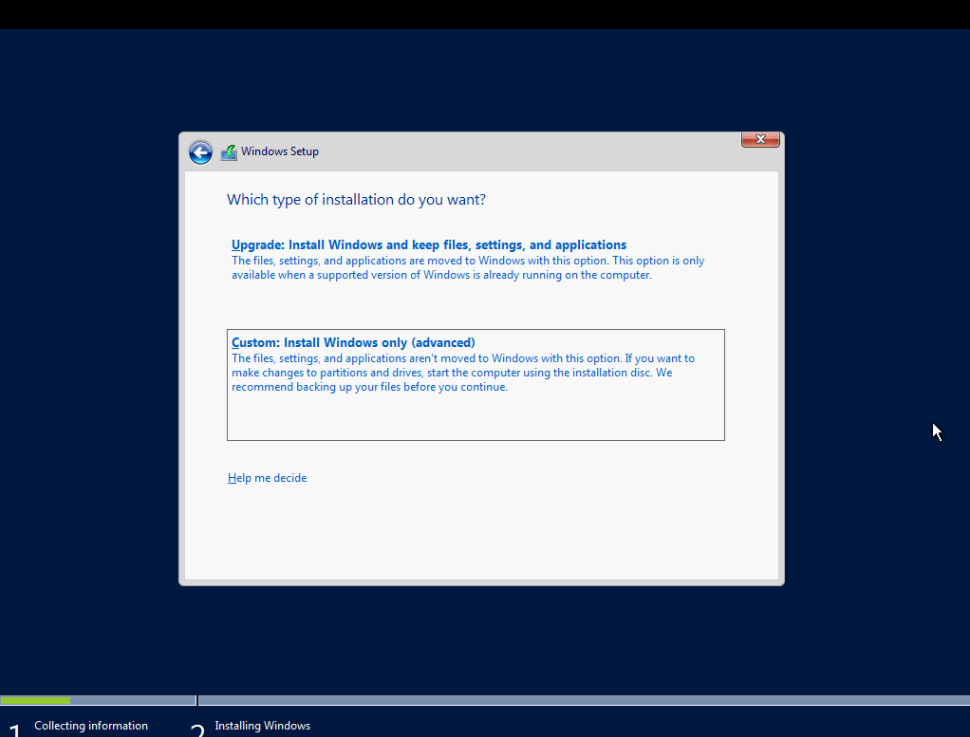 Windows Setup
Which type of installation do you want?
Upgrade: Install Windows and keep files, settings, and applications
The files, settings, and applications are moved to Windows with this option. This option is only
available when a supported version of Windows is already running on the computer.
Custom: Install Windows only (advanced)
The files, settings, and applications aren't moved to Windows with this option. If you want to
make changes to partitions and drives, start the computer using the installation disc. We
recommend backing up your files before you continue.
Help me decide
1 Collecting information
2 Installing Windows